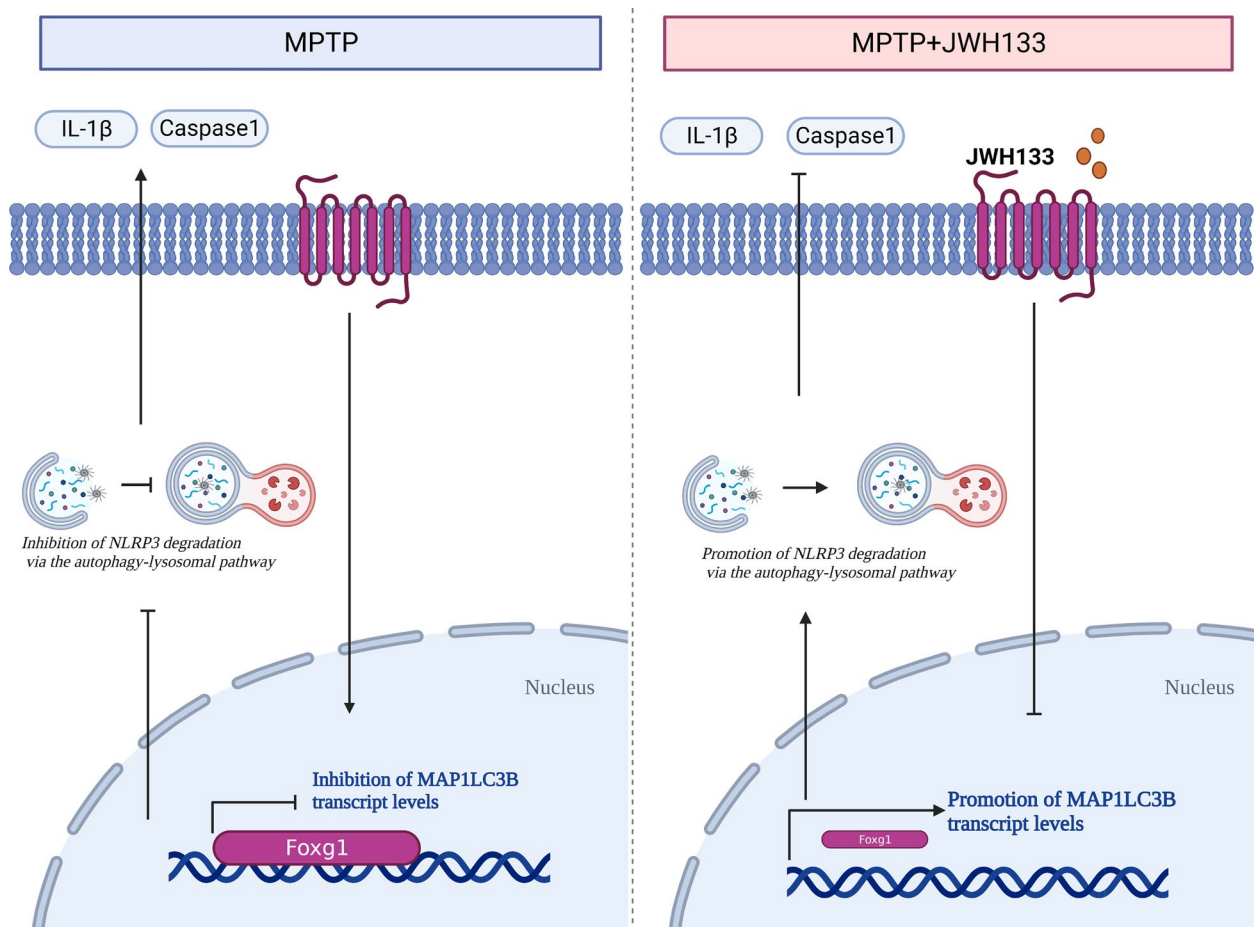 MPTP
IL-1β
Caspase1
Inhibition of NLRP3 degradation
via the autophagy-lysosomal pathway
Nucleus
Inhibition of MAP1LC3B
transcript levels
Foxg1
MPTP+JWH133
IL-1β
Caspase1
JWH133
Promotion of NLRP3 degradation
via the autophagy-lysosomal pathway
Nucleus
Promotion of MAP1LC3B
transcript levels
Foxg1